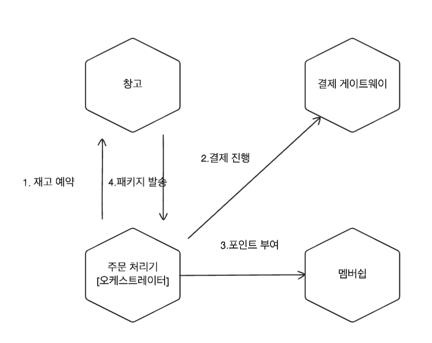 창고
결제 게이트웨이
2.결제 진행
1. 재고 예약
4.패키지 발송
3.포인트 부여
주문 처리기
[오케스트레이터]
멤버쉽